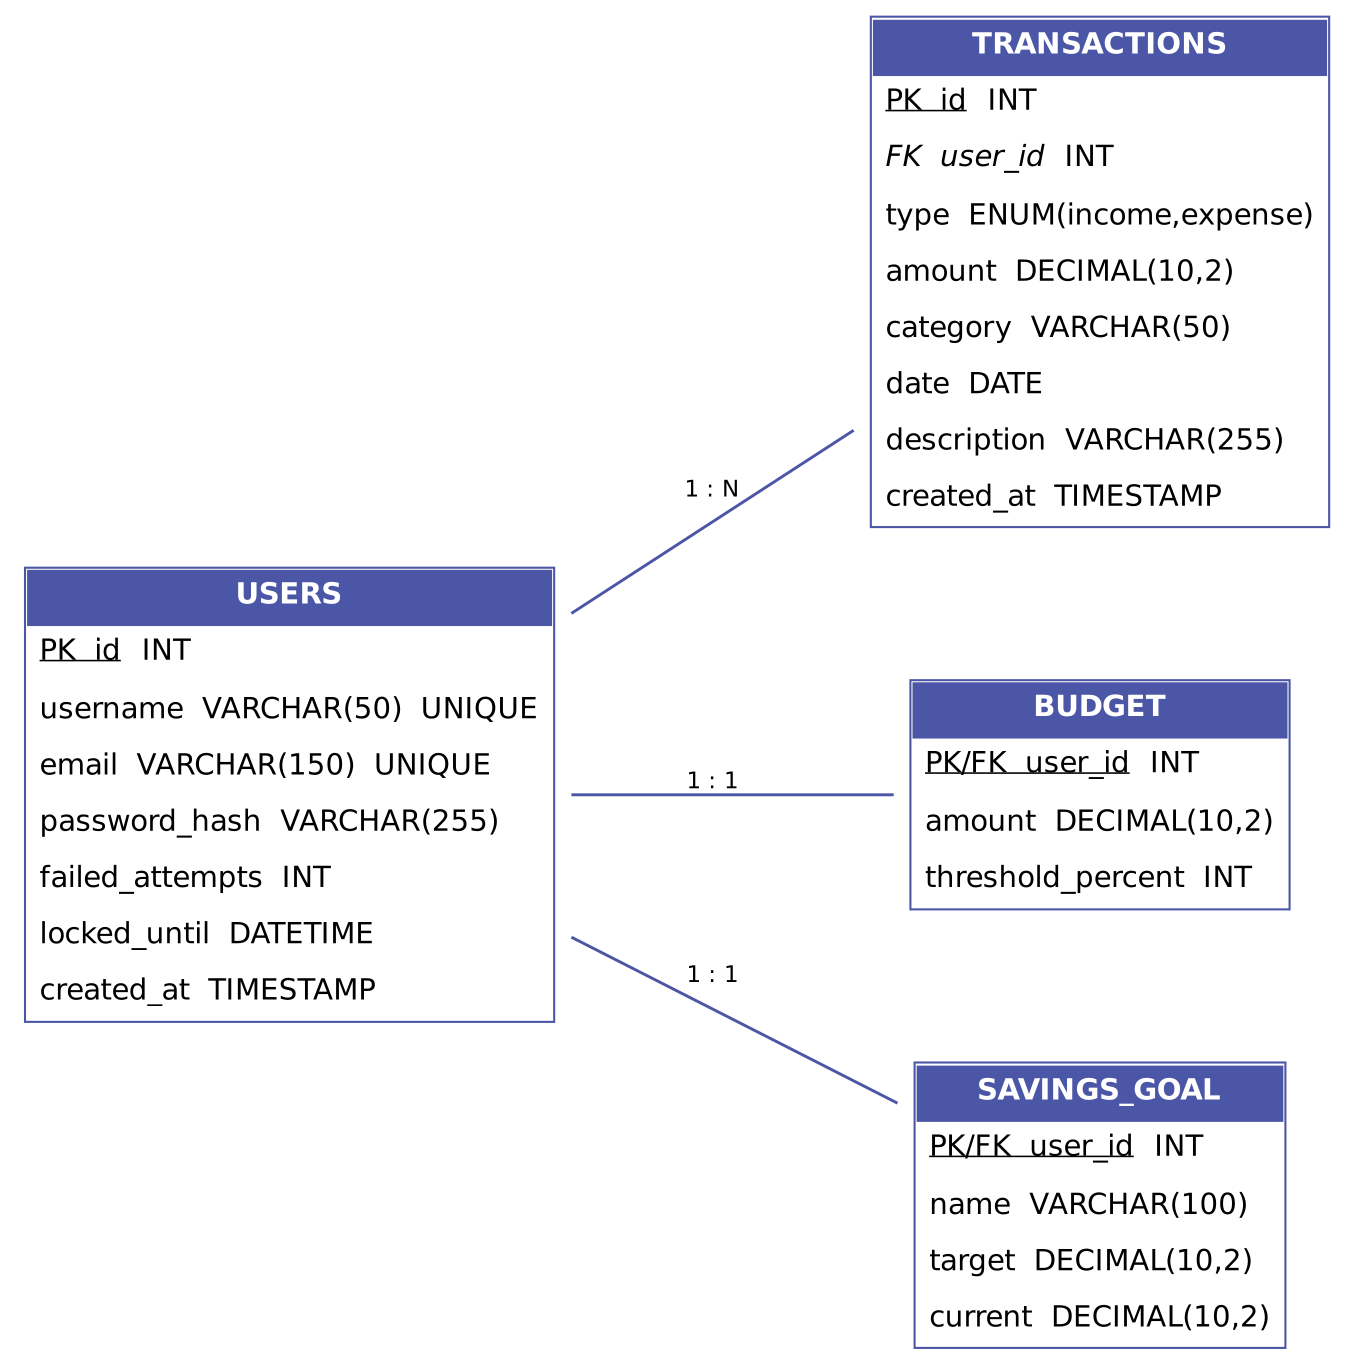 TRANSACTIONS
PK id INT
FK user_id INT
type ENUM(income,expense)
amount DECIMAL(10,2)
category VARCHAR(50)
date DATE
description VARCHAR(255)
created_at TIMESTAMP
1 : N
USERS
PK id INT
username VARCHAR(50) UNIQUE
email VARCHAR(150) UNIQUE
password_hash VARCHAR(255)
failed_attempts INT
locked_until DATETIME
created_at TIMESTAMP
1 : 1
BUDGET
PK/FK user_id INT
amount DECIMAL(10,2)
threshold_percent INT
1 : 1
SAVINGS_GOAL
PK/FK user_id INT
name VARCHAR(100)
target DECIMAL(10,2)
current DECIMAL(10,2)